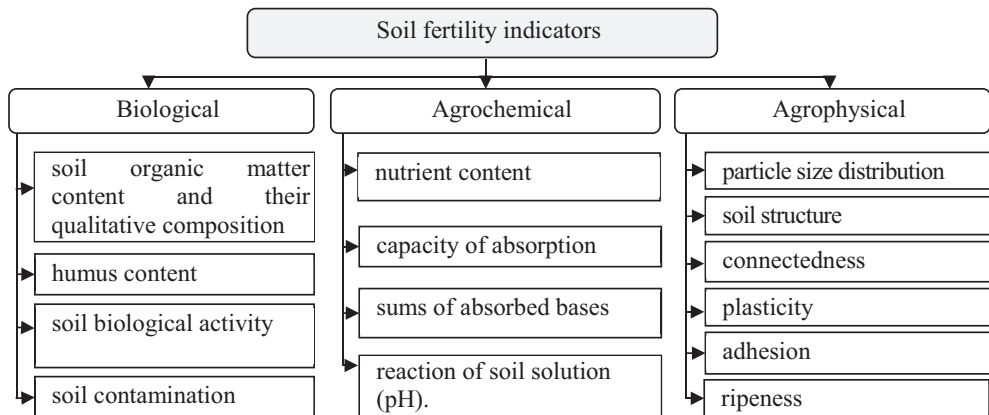 Soil fertility indicators
Biological
soil organic matter
content and their
qualitative composition
humus content
soil biological activity
soil contamination
Agrochemical
nutrient content
capacity of absorption
sums of absorbed bases
reaction of soil solution
(pH).
Agrophysical
particle size distribution
soil structure
connectedness
plasticity
adhesion
ripeness